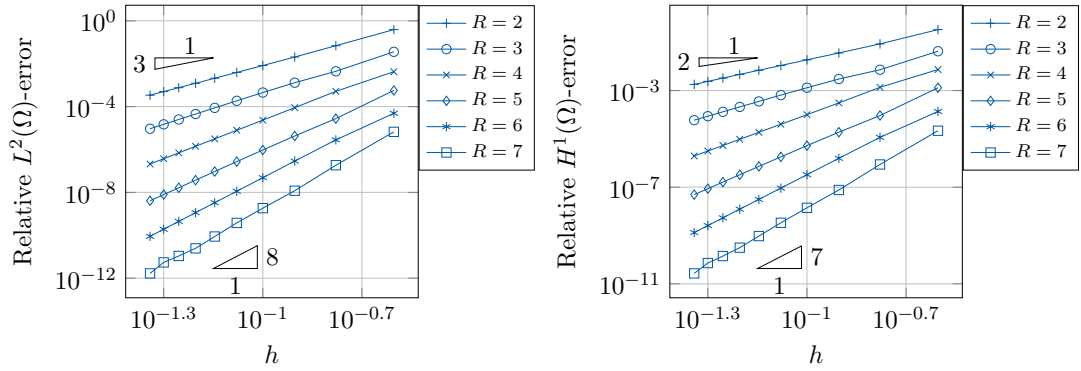 Relative $L^2(\Omega)$-error
$10^0$
$10^{-4}$
$10^{-8}$
$10^{-12}$
$10^{-1.3}$
$10^{-1}$
$10^{-0.7}$
$h$
3
1
8
1
$R = 2$
$R = 3$
$R = 4$
$R = 5$
$R = 6$
$R = 7$
Relative $H^1(\Omega)$-error
$10^{-3}$
$10^{-7}$
$10^{-11}$
$10^{-1.3}$
$10^{-1}$
$10^{-0.7}$
$h$
2
1
7
1
$R = 2$
$R = 3$
$R = 4$
$R = 5$
$R = 6$
$R = 7$